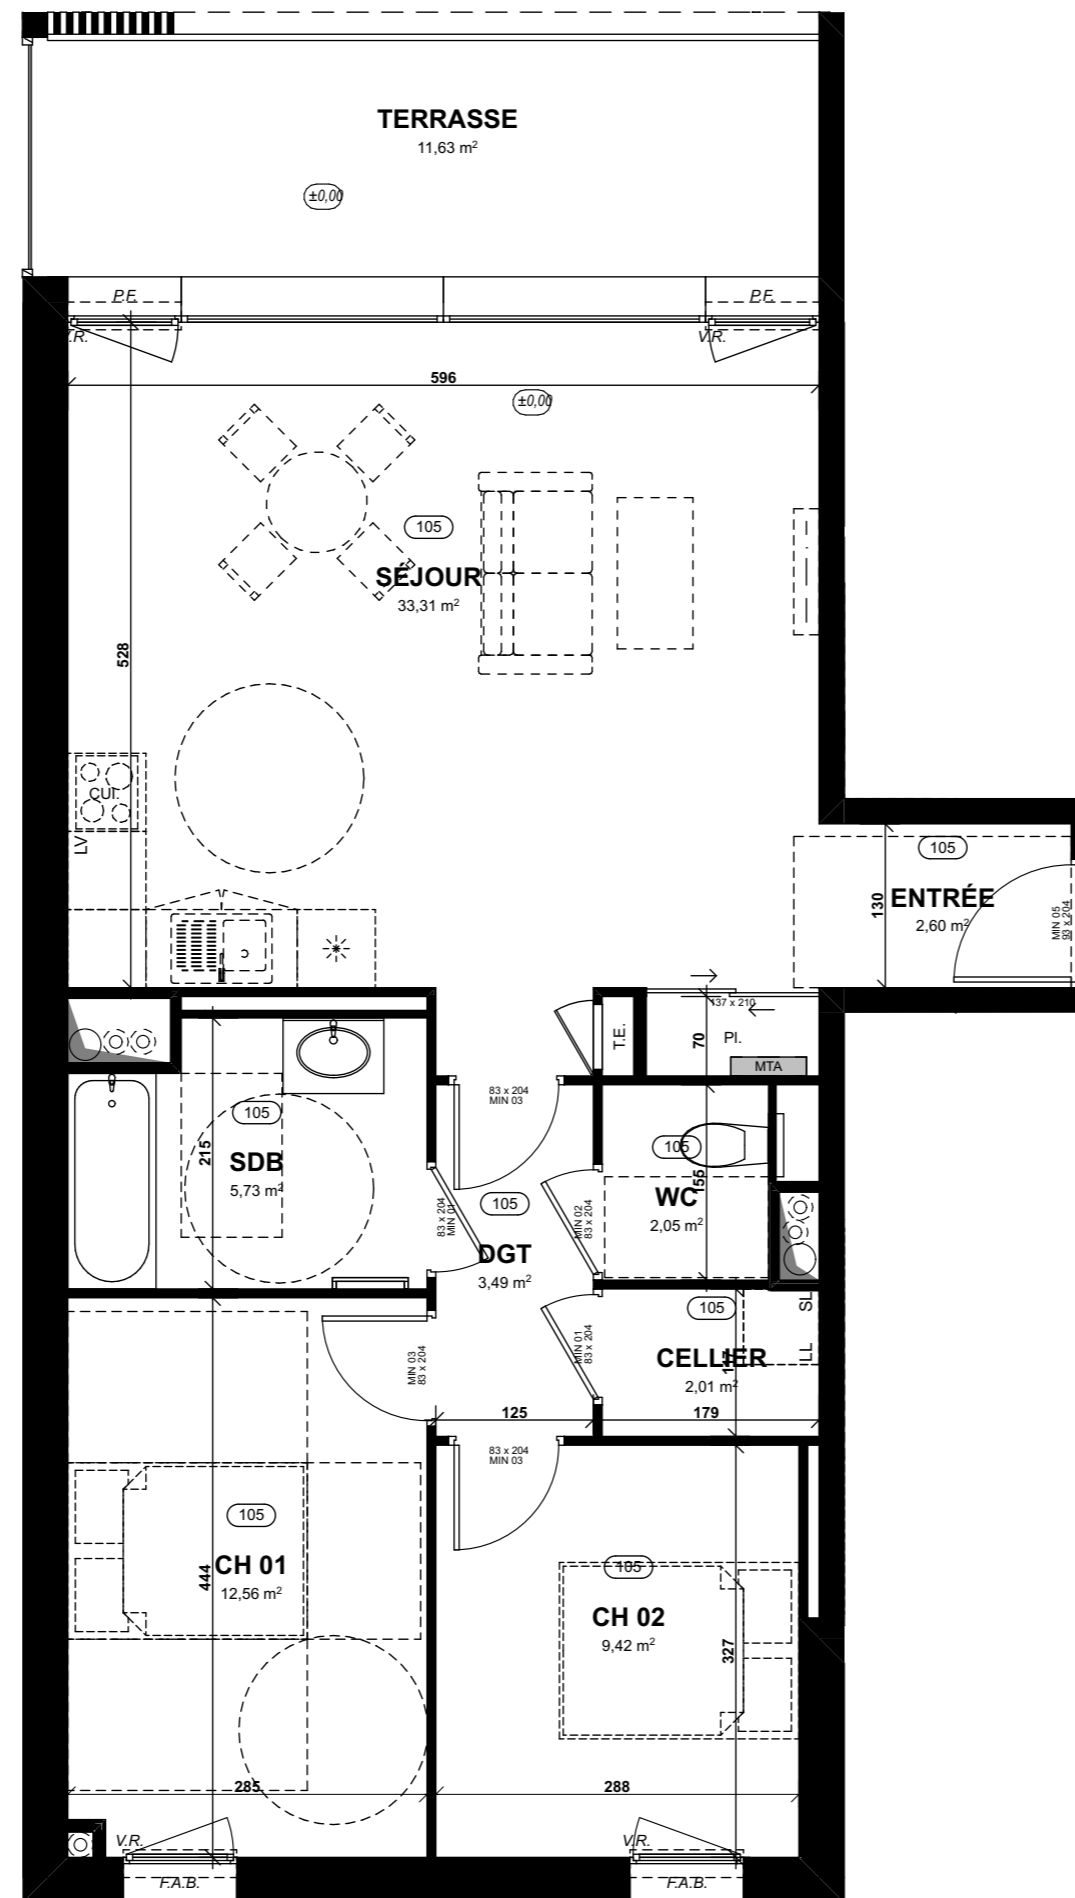 TERRASSE
11,63 m²
±0,00
P.F.
P.F.
V.R.
V.R.
596
±0,00
105
SÉJOUR
33,31 m²
528
CUI.
LV
105
ENTRÉE
2,60 m²
130
MIN 05
93 x 204
137 x 210
T.E.
70
Pl.
MTA
83 x 204
MIN 03
105
SDB
5,73 m²
215
83 x 204
MIN 01
105
DGT
3,49 m²
105
WC
2,05 m²
155
MIN 02
83 x 204
105
CELLIER
2,01 m²
SL
LL
MIN 01
83 x 204
MIN 03
83 x 204
125
179
83 x 204
MIN 03
105
CH 01
12,56 m²
444
105
CH 02
9,42 m²
327
285
288
V.R.
V.R.
F.A.B.
F.A.B.